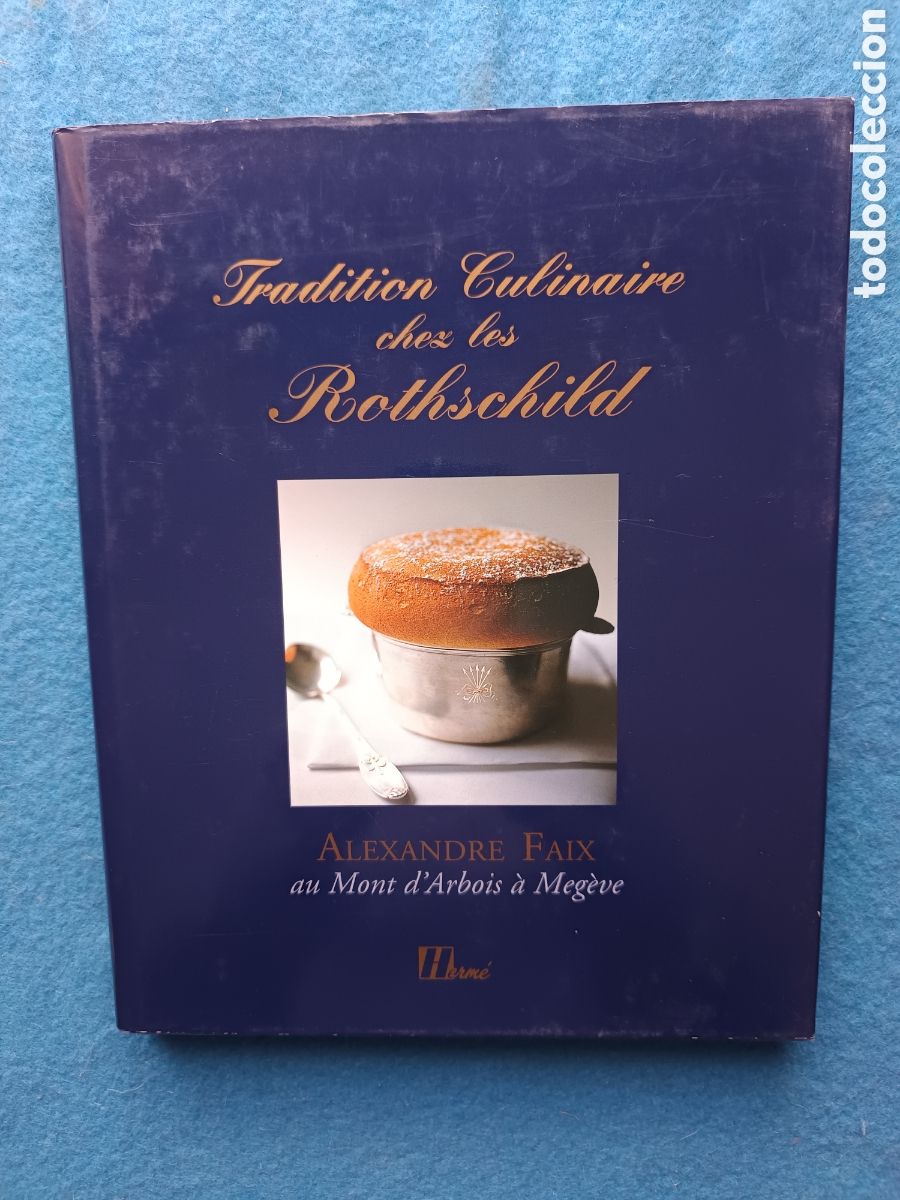 todocoleccion
Tradition Culinaire
chez les
Rothschild
ALEXANDRE FAIX
au Mont d'Arbois à Megève
Hermé